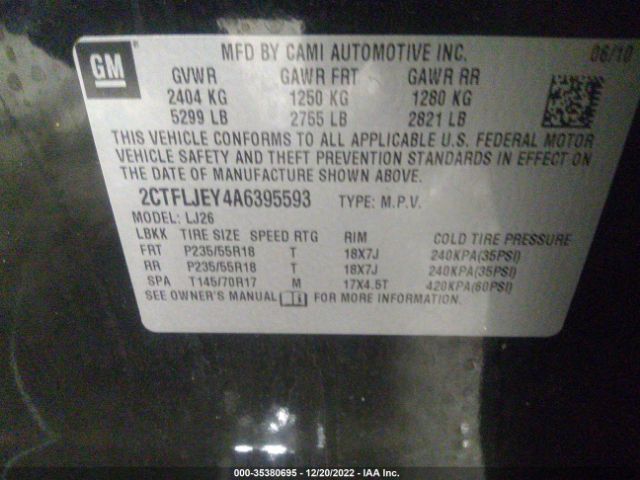 GM
MFD BY CAMI AUTOMOTIVE INC. 06/10
GVWR GAWR FRT GAWR RR
2404 KG 1250 KG 1280 KG
5299 LB 2755 LB 2821 LB
THIS VEHICLE CONFORMS TO ALL APPLICABLE U.S. FEDERAL MOTOR
VEHICLE SAFETY AND THEFT PREVENTION STANDARDS IN EFFECT ON
THE DATE OF MANUFACTURE SHOWN ABOVE.
2CTFLJEY4A6395593 TYPE: M.P.V.
MODEL: LJ26
LBKK TIRE SIZE SPEED RTG RIM COLD TIRE PRESSURE
FRT P235/55R18 T 18X7J 240KPA(35PSI)
RR P235/55R18 T 18X7J 240KPA(35PSI)
SPA T145/70R17 M 17X4.5T 420KPA(60PSI)
SEE OWNER'S MANUAL FOR MORE INFORMATION.
000-35380695 - 12/20/2022 - IAA Inc.